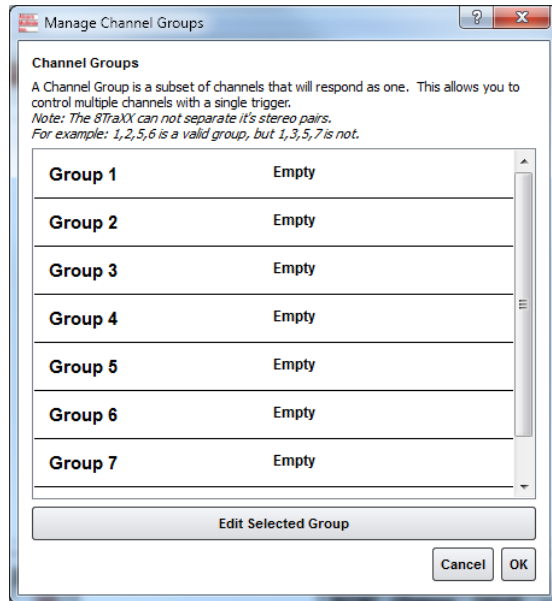 Manage Channel Groups
Channel Groups
A Channel Group is a subset of channels that will respond as one. This allows you to
control multiple channels with a single trigger.
Note: The 8TraXX can not separate it's stereo pairs.
For example: 1,2,5,6 is a valid group, but 1,3,5,7 is not.
Group 1 Empty
Group 2 Empty
Group 3 Empty
Group 4 Empty
Group 5 Empty
Group 6 Empty
Group 7 Empty
Edit Selected Group
Cancel OK